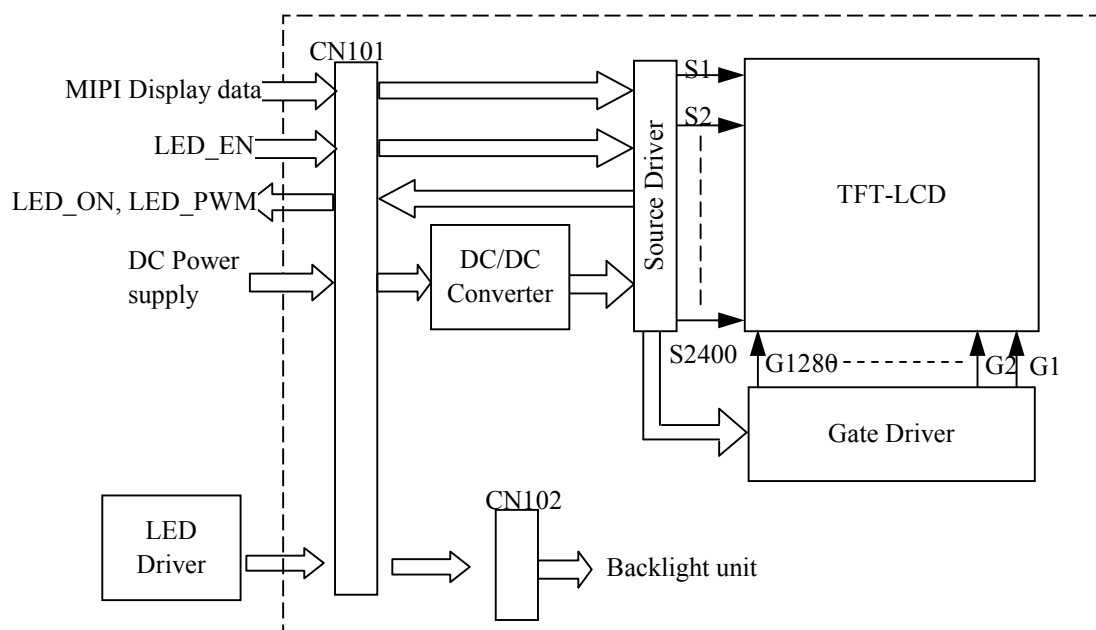 CN101
MIPI Display data
LED_EN
LED_ON, LED_PWM
DC Power
supply
DC/DC
Converter
Source Driver
S1
S2
S2400
TFT-LCD
G1280
G2
G1
Gate Driver
LED
Driver
CN102
Backlight unit